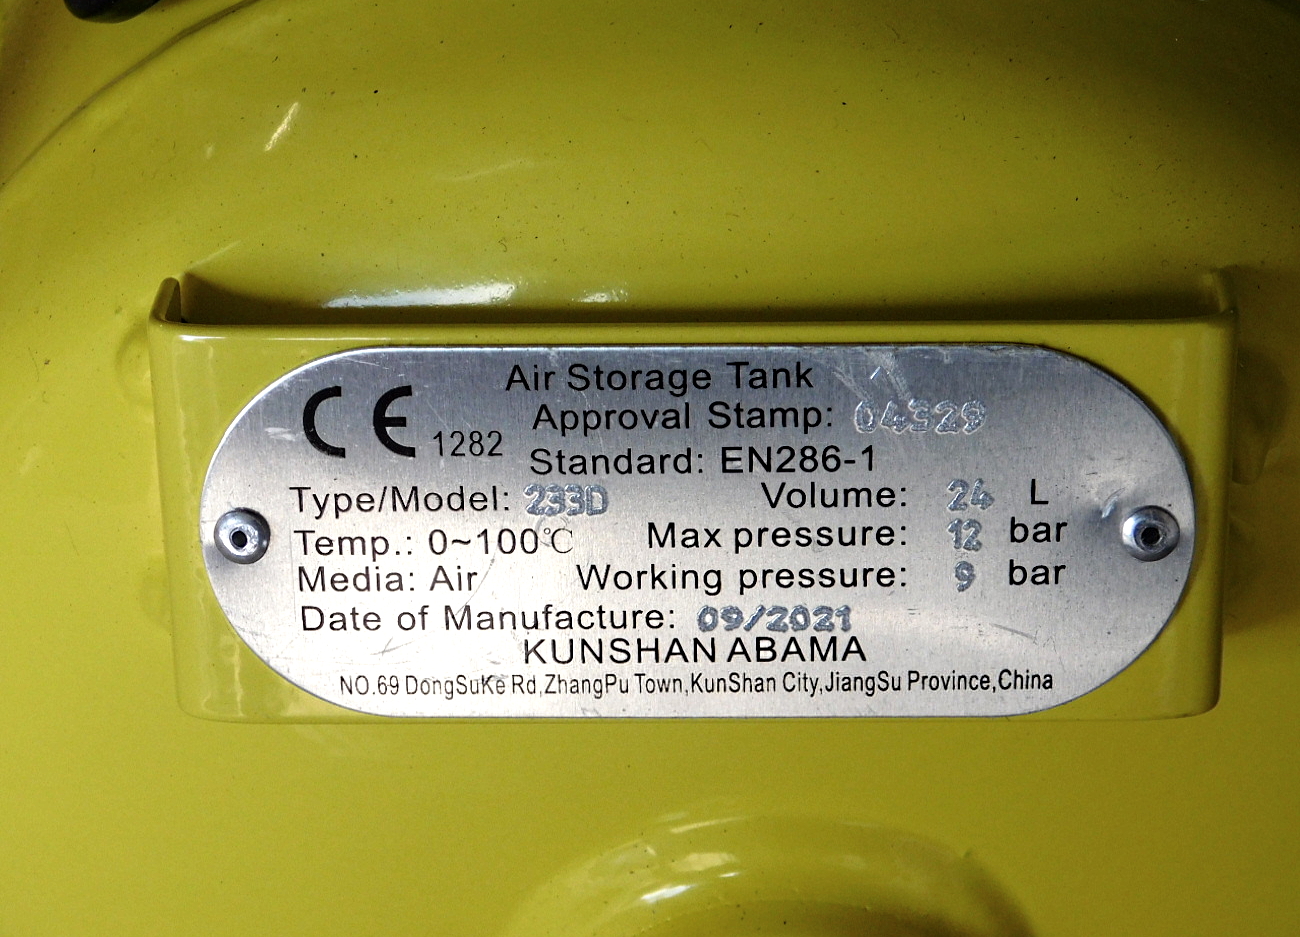 Air Storage Tank
CE 1282
Approval Stamp: 04329
Standard: EN286-1
Type/Model: 233D Volume: 24 L
Temp.: 0~100℃ Max pressure: 12 bar
Media: Air Working pressure: 9 bar
Date of Manufacture: 09/2021
KUNSHAN ABAMA
NO.69 DongSuKe Rd,ZhangPu Town,KunShan City,JiangSu Province,China